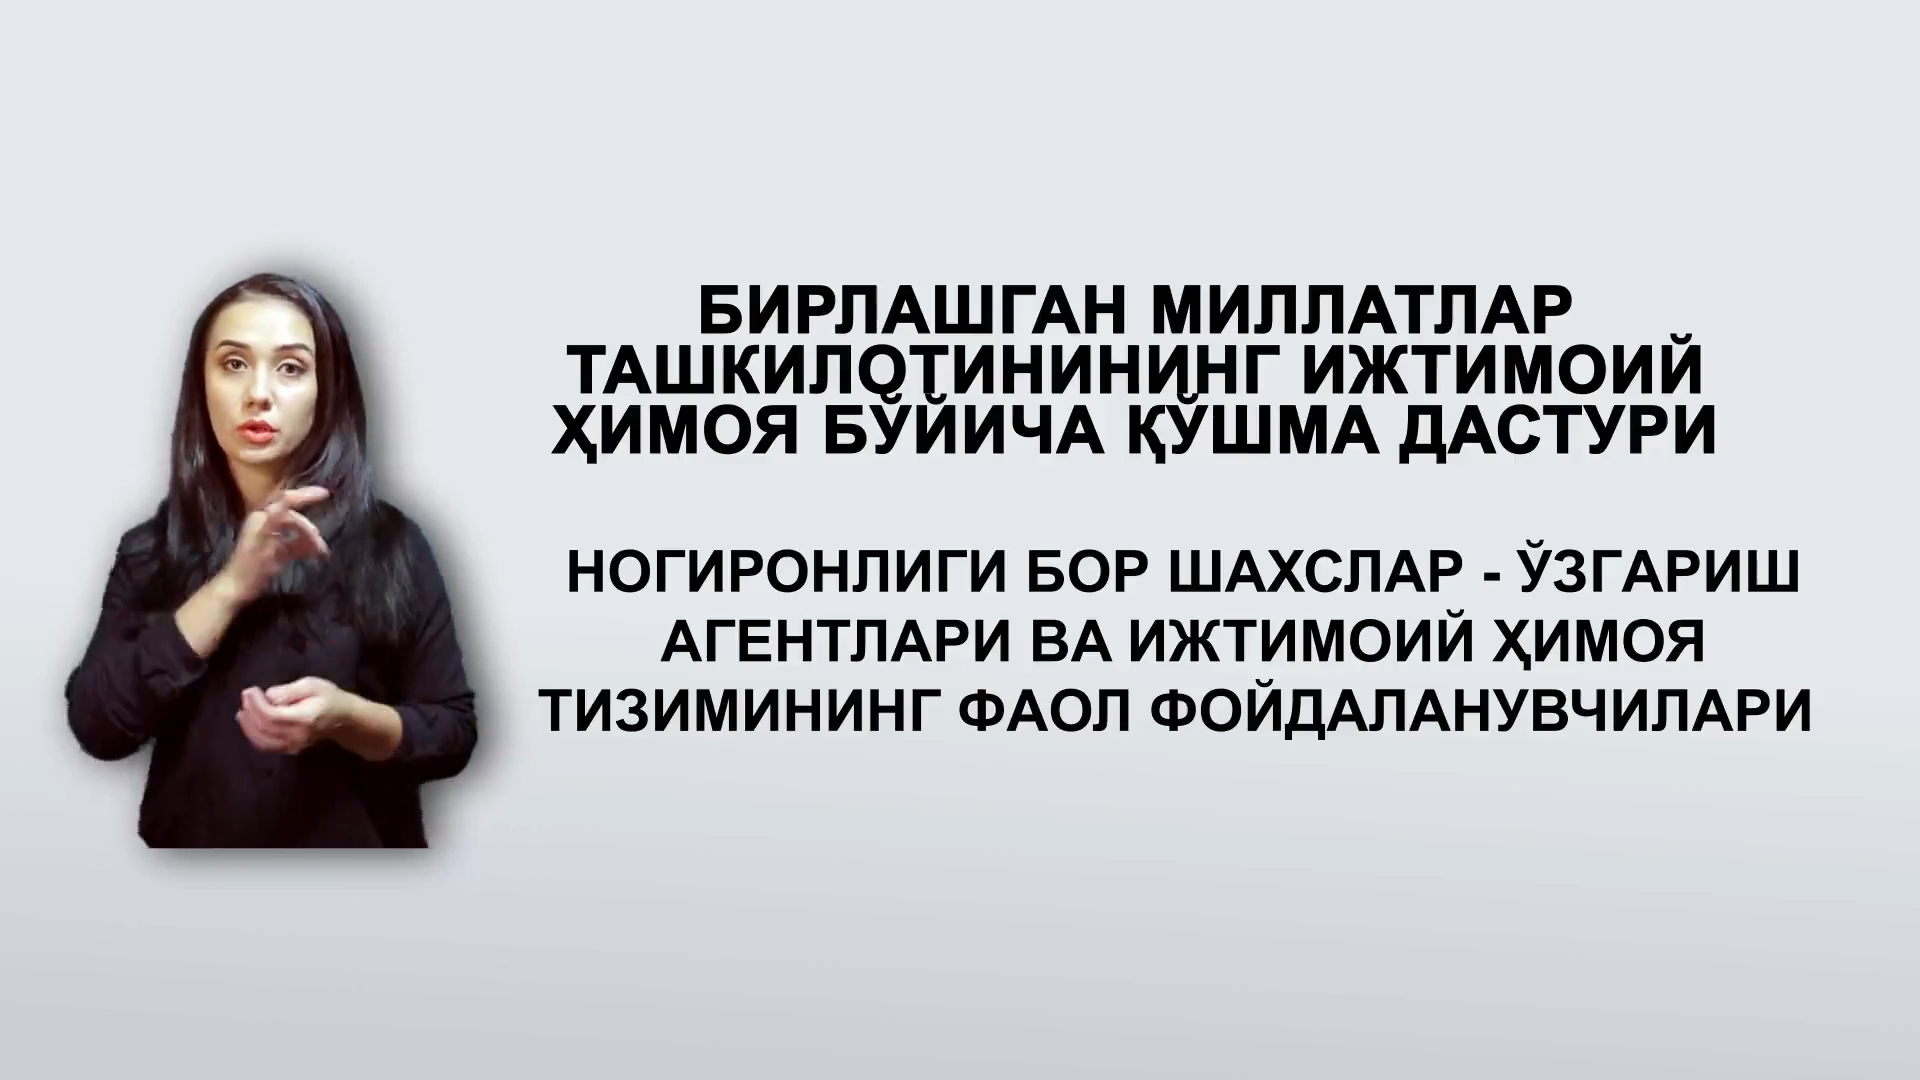 БИРЛАШГАН МИЛЛАТЛАР
ТАШКИЛОТИНИНИНГ ИЖТИМОИЙ
ҲИМОЯ БЎЙИЧА ҚЎШМА ДАСТУРИ
НОГИРОНЛИГИ БОР ШАХСЛАР - ЎЗГАРИШ
АГЕНТЛАРИ ВА ИЖТИМОИЙ ҲИМОЯ
ТИЗИМИНИНГ ФАОЛ ФОЙДАЛАНУВЧИЛАРИ